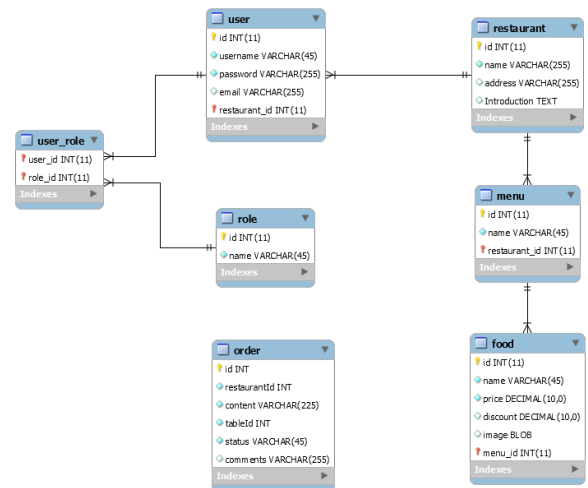 user
id INT(11)
username VARCHAR(45)
password VARCHAR(255)
email VARCHAR(255)
restaurant_id INT(11)
Indexes
restaurant
id INT(11)
name VARCHAR(255)
address VARCHAR(255)
Introduction TEXT
Indexes
user_role
user_id INT(11)
role_id INT(11)
Indexes
role
id INT(11)
name VARCHAR(45)
Indexes
menu
id INT(11)
name VARCHAR(45)
restaurant_id INT(11)
Indexes
order
id INT
restaurantId INT
content VARCHAR(225)
tableId INT
status VARCHAR(45)
comments VARCHAR(255)
Indexes
food
id INT(11)
name VARCHAR(45)
price DECIMAL(10,0)
discount DECIMAL(10,0)
image BLOB
menu_id INT(11)
Indexes